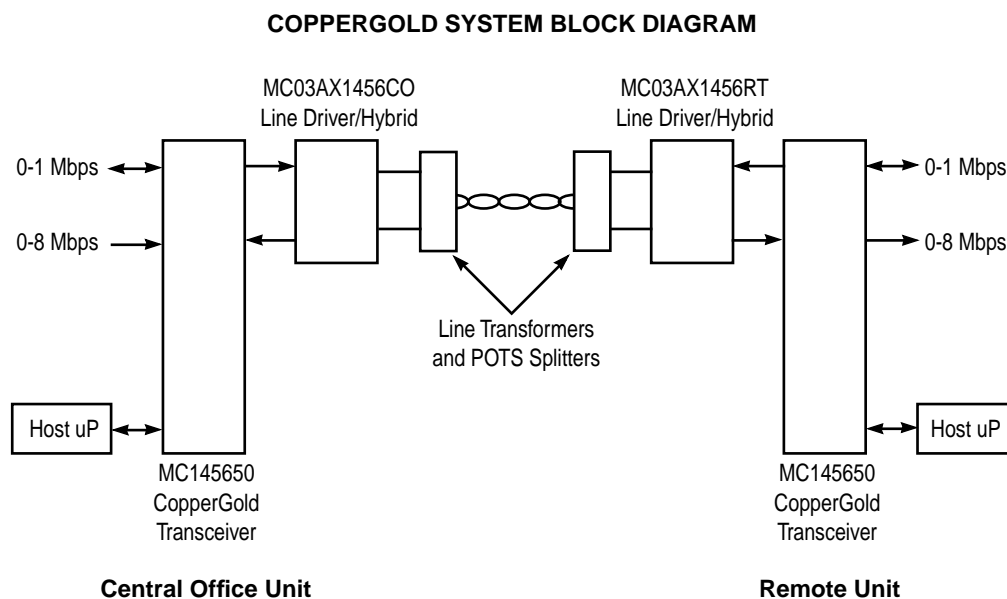 COPPERGOLD SYSTEM BLOCK DIAGRAM
MC03AX1456CO
Line Driver/Hybrid
MC03AX1456RT
Line Driver/Hybrid
0-1 Mbps
0-8 Mbps
0-1 Mbps
0-8 Mbps
Line Transformers
and POTS Splitters
Host uP
Host uP
MC145650
CopperGold
Transceiver
MC145650
CopperGold
Transceiver
Central Office Unit
Remote Unit